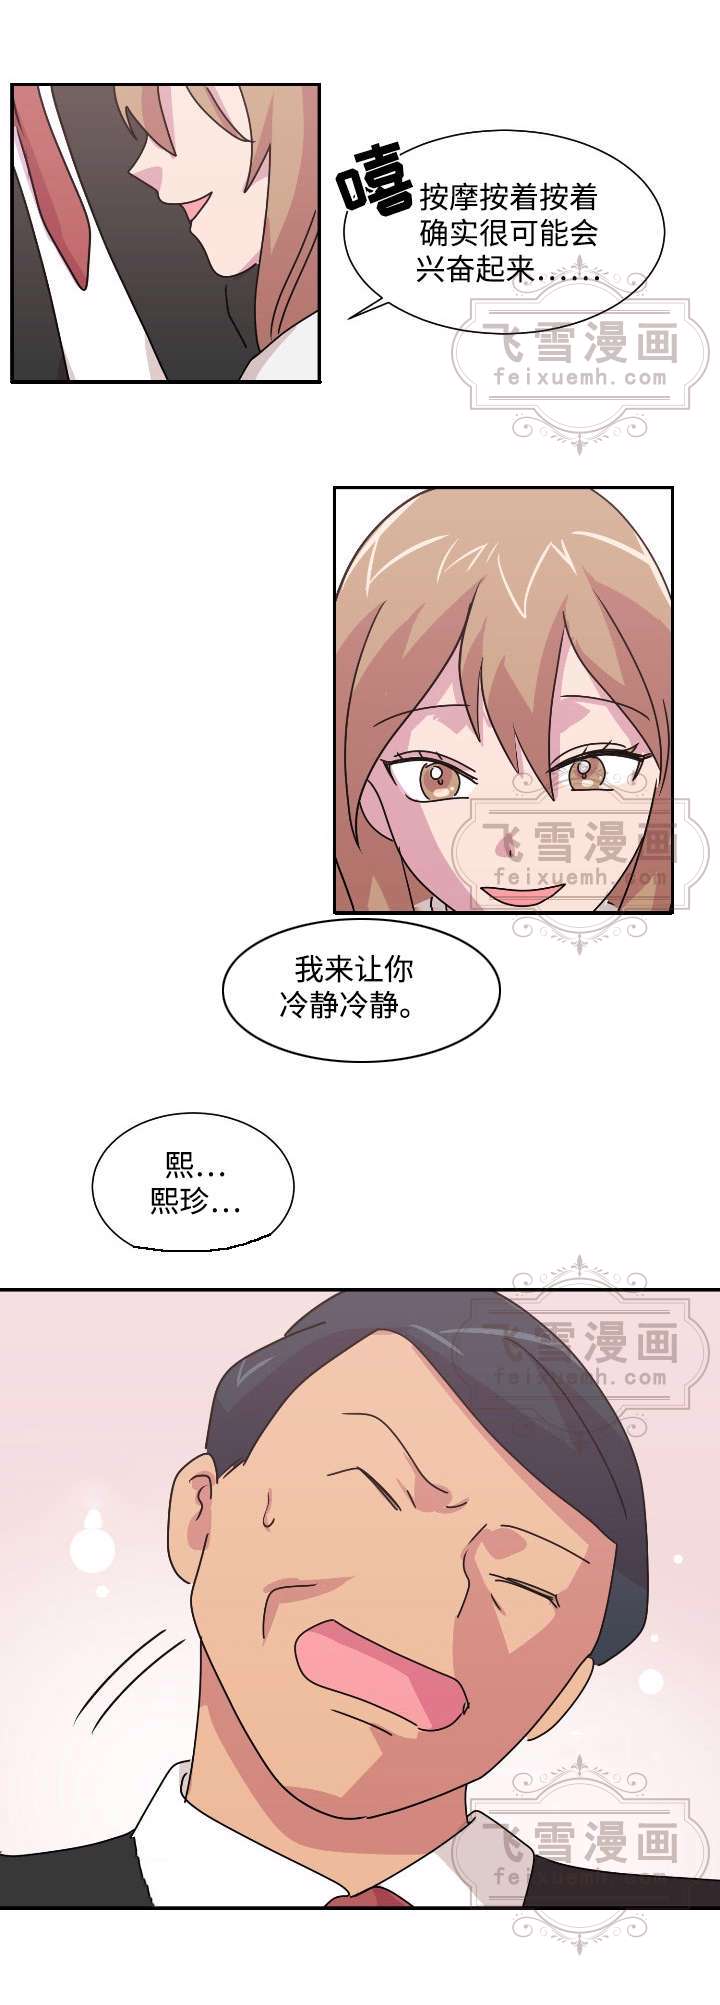 嘻
按摩按着按着
确实很可能会
兴奋起来……
飞雪漫画
feixuemh.com
飞雪漫画
feixuemh.com
我来让你
冷静冷静。
熙…
熙珍…
飞雪漫画
feixuemh.com
飞雪漫画
feixuemh.com